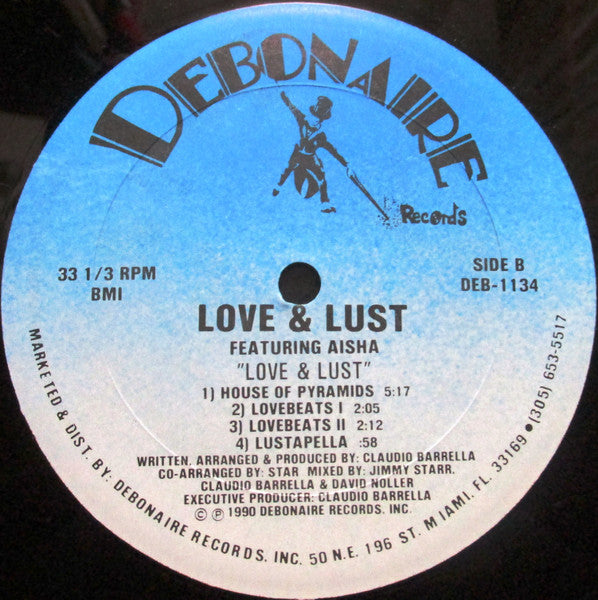 DEBONAIRE
Records
33 1/3 RPM
BMI
SIDE B
DEB-1134
LOVE & LUST
FEATURING AISHA
"LOVE & LUST"
1) HOUSE OF PYRAMIDS 5:17
2) LOVEBEATS I 2:05
3) LOVEBEATS II 2:12
4) LUSTAPELLA :58
WRITTEN, ARRANGED & PRODUCED BY: CLAUDIO BARRELLA
CO-ARRANGED BY: STAR MIXED BY: JIMMY STARR.
CLAUDIO BARRELLA & DAVID NOLLER
EXECUTIVE PRODUCER: CLAUDIO BARRELLA
© ℗ 1990 DEBONAIRE RECORDS, INC.
MARKETED & DIST. BY: DEBONAIRE RECORDS, INC. 50 N.E. 196 ST. MIAMI, FL. 33169 • (305) 653-5517